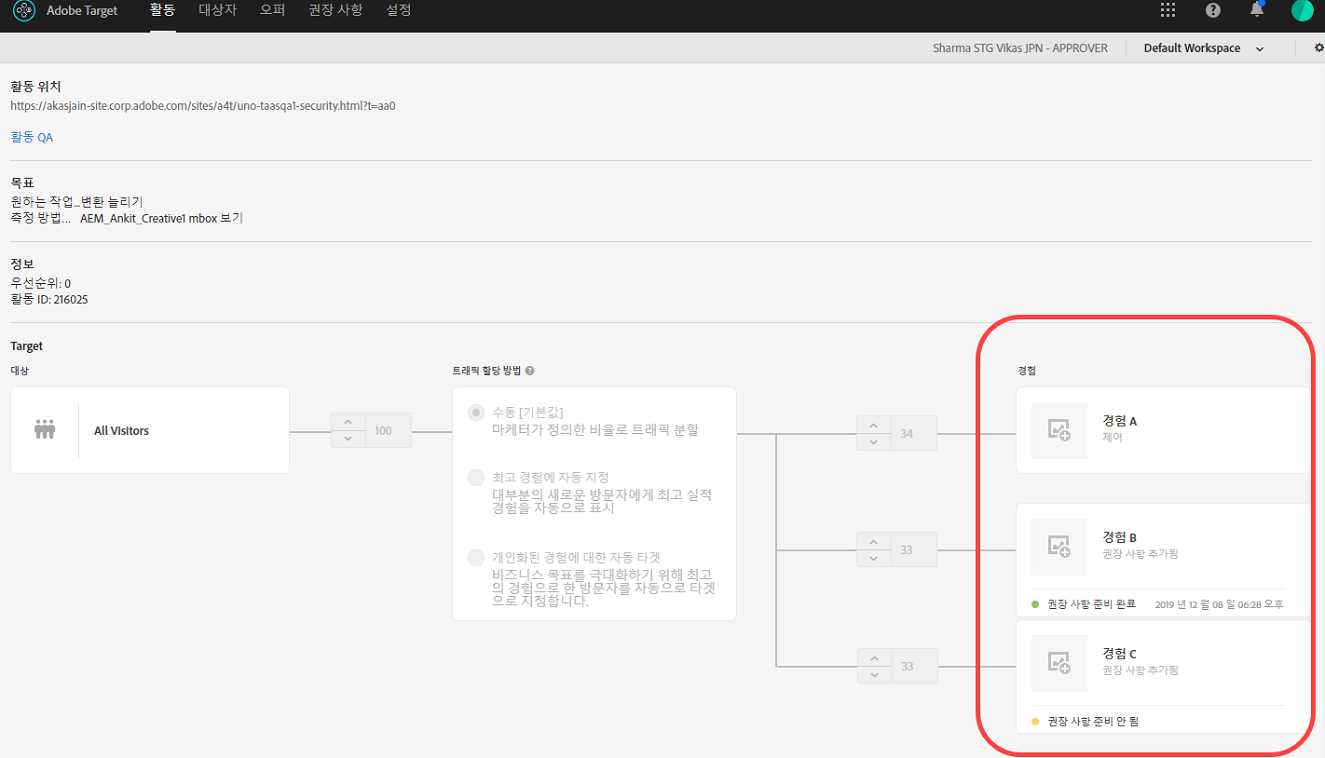 Adobe Target 활동 대상자 오퍼 권장 사항 설정
Sharma STG Vikas JPN - APPROVER Default Workspace
활동 위치
https://akasjain-site.corp.adobe.com/sites/a4t/uno-taasqa1-security.html?t=aa0
활동 QA
목표
원하는 작업...변환 늘리기
측정 방법... AEM_Ankit_Creative1 mbox 보기
정보
우선순위: 0
활동 ID: 216025
Target
대상
트래픽 할당 방법
경험
All Visitors
100
수동 [기본값]
마케터가 정의한 비율로 트래픽 분할
최고 경험에 자동 지정
대부분의 새로운 방문자에게 최고 실적
경험을 자동으로 표시
개인화된 경험에 대한 자동 타겟
비즈니스 목표를 극대화하기 위해 최고
의 경험으로 한 방문자를 자동으로 타겟
으로 지정합니다.
34
경험 A
제어
33
경험 B
권장 사항 추가됨
권장 사항 준비 완료 2019 년 12 월 08 일 06:28 오후
33
경험 C
권장 사항 추가됨
권장 사항 준비 안 됨